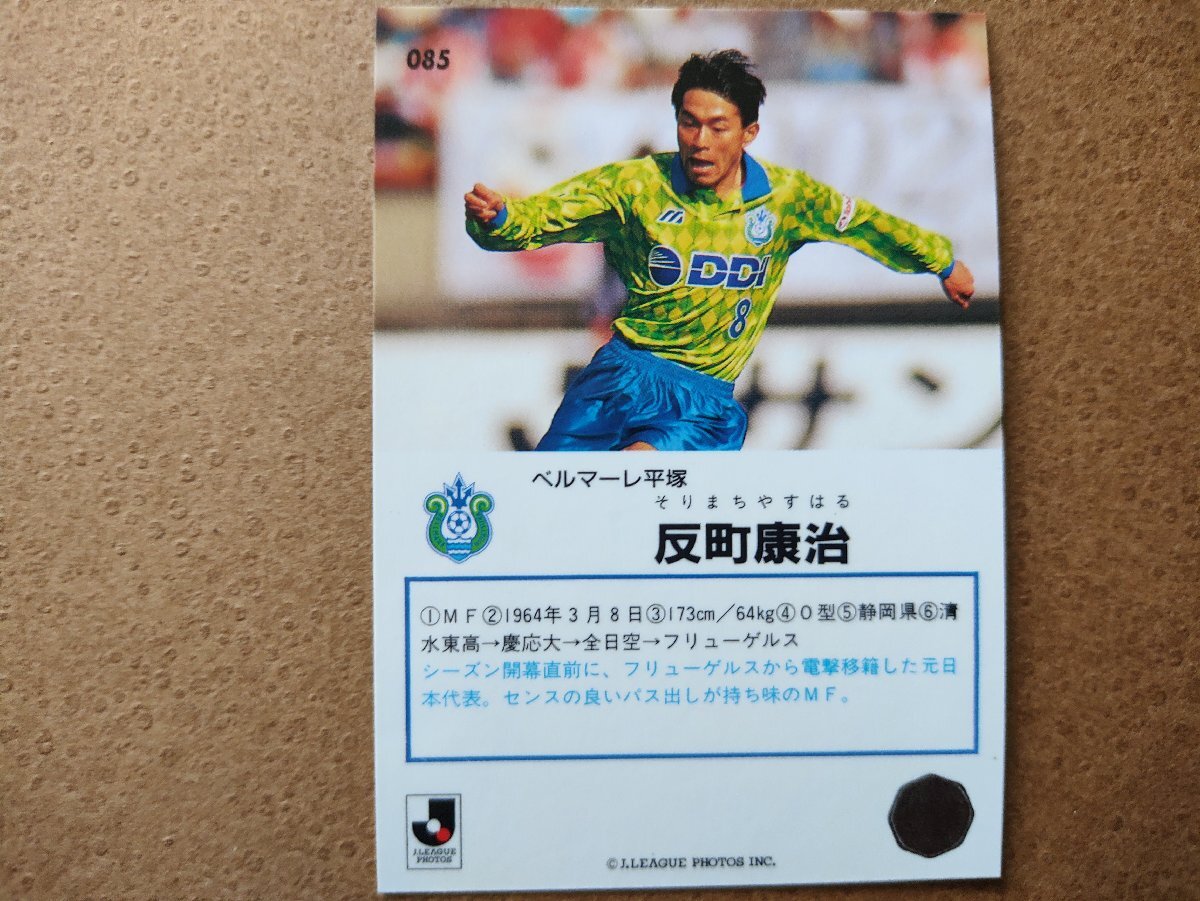 085
DDI
8
サン
ベルマーレ平塚
そりまちやすはる
反町康治
①MF②1964年3月8日③173cm/64kg④O型⑤静岡県⑥清
水東高→慶応大→全日空→フリューゲルス
シーズン開幕直前に、フリューゲルスから電撃移籍した元日
本代表。センスの良いパス出しが持ち味のMF。
J.LEAGUE
PHOTOS
©J.LEAGUE PHOTOS INC.